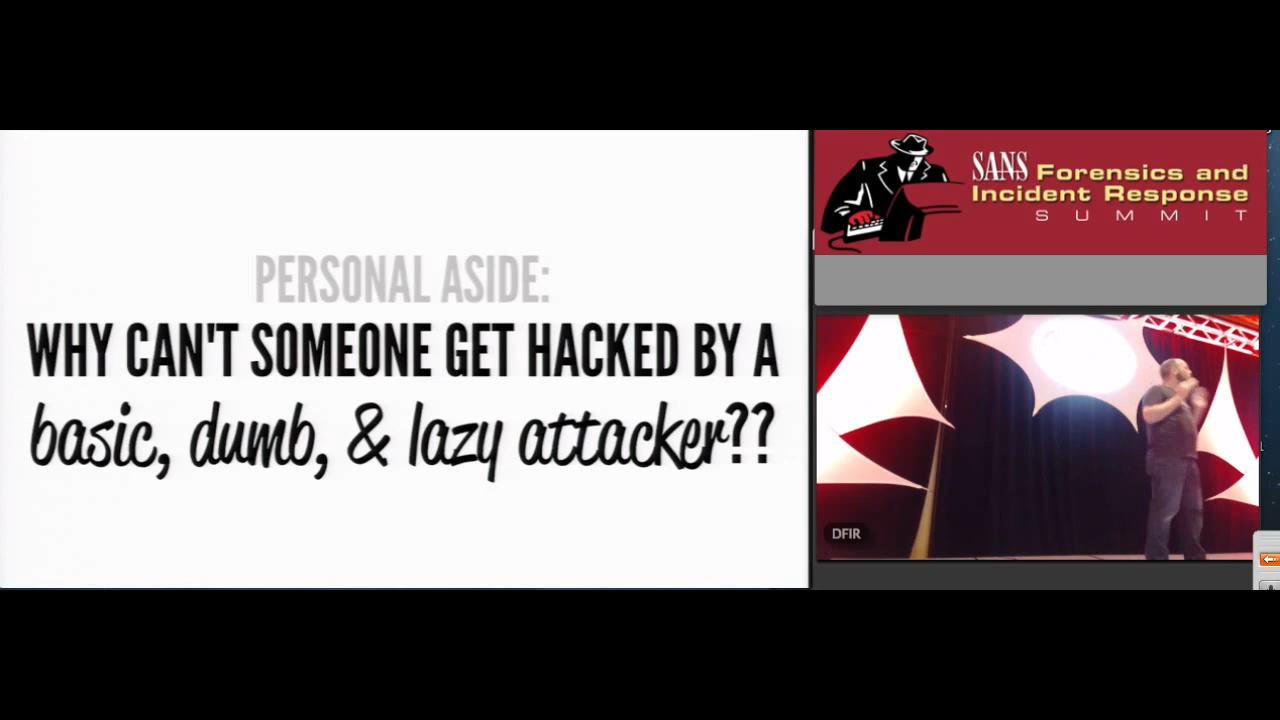 PERSONAL ASIDE:
WHY CAN'T SOMEONE GET HACKED BY A
basic, dumb, & lazy attacker??
SANS Forensics and
Incident Response
SUMMIT
DFIR